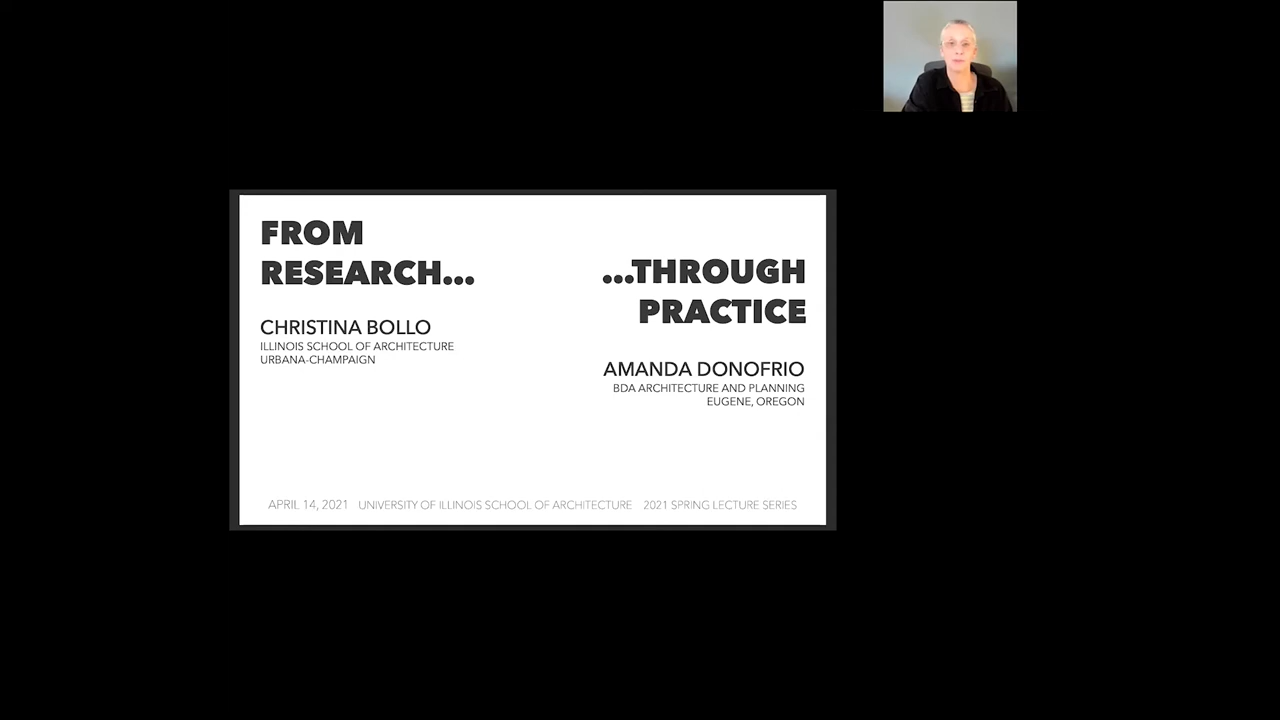 FROM
RESEARCH...
CHRISTINA BOLLO
ILLINOIS SCHOOL OF ARCHITECTURE
URBANA-CHAMPAIGN
...THROUGH
PRACTICE
AMANDA DONOFRIO
BDA ARCHITECTURE AND PLANNING
EUGENE, OREGON
APRIL 14, 2021 UNIVERSITY OF ILLINOIS SCHOOL OF ARCHITECTURE 2021 SPRING LECTURE SERIES